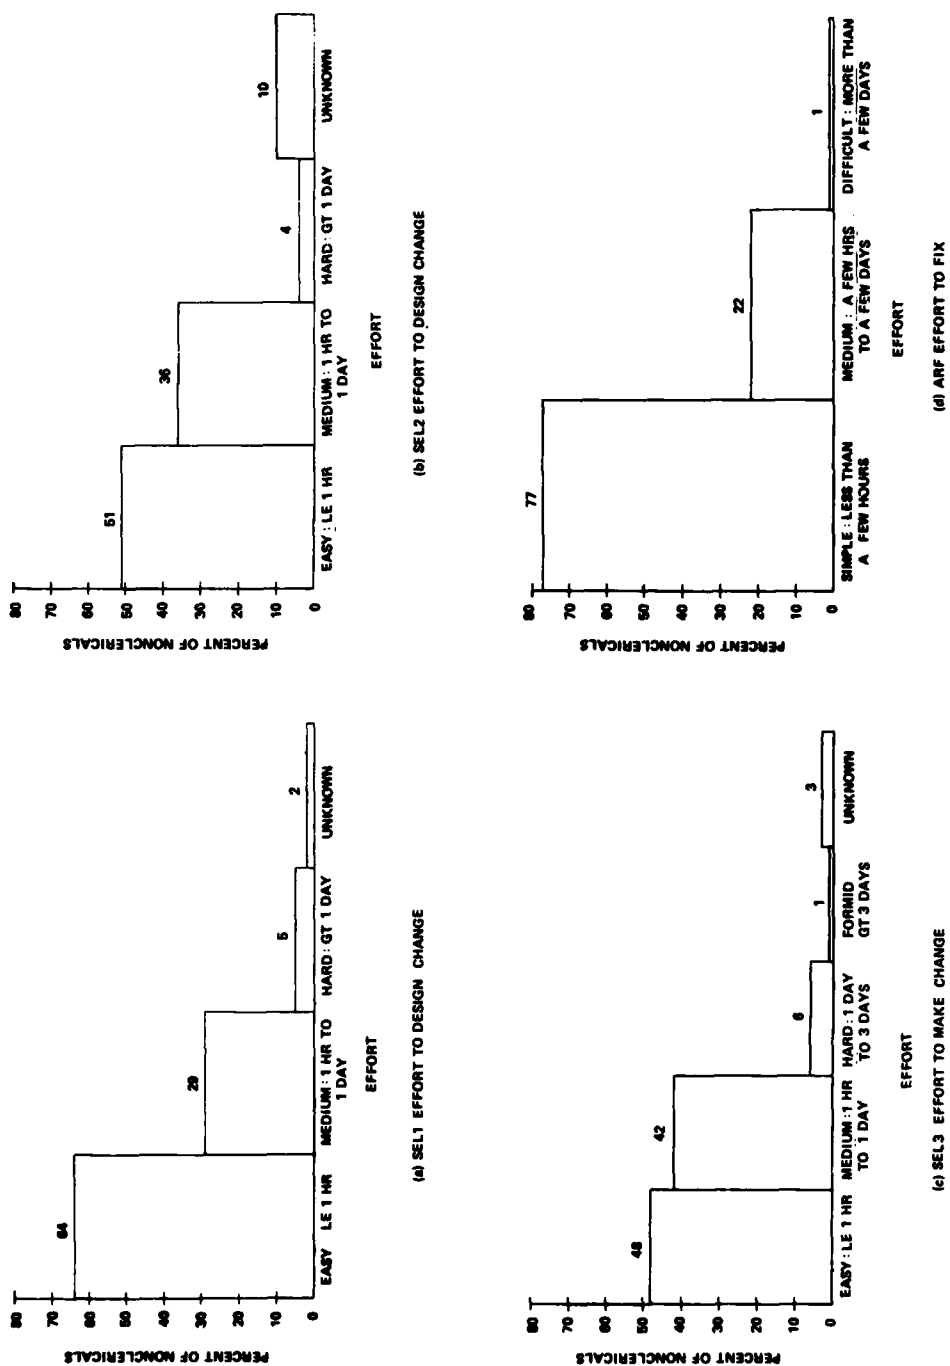 PERCENT OF NONCLERICALS
80
70
60
50
40
30
20
10
0
64
29
5
2
EASY LE 1 HR
MEDIUM : 1 HR TO
1 DAY
HARD : GT 1 DAY
UNKNOWN
EFFORT
(a) SEL1 EFFORT TO DESIGN CHANGE
PERCENT OF NONCLERICALS
80
70
60
50
40
30
20
10
0
51
36
4
10
EASY : LE 1 HR
MEDIUM : 1 HR TO
1 DAY
HARD : GT 1 DAY
UNKNOWN
EFFORT
(b) SEL2 EFFORT TO DESIGN CHANGE
PERCENT OF NONCLERICALS
80
70
60
50
40
30
20
10
0
48
42
6
1
3
EASY : LE 1 HR
MEDIUM : 1 HR
TO 1 DAY
HARD : 1 DAY
TO 3 DAYS
FORMID
GT 3 DAYS
UNKNOWN
EFFORT
(c) SEL3 EFFORT TO MAKE CHANGE
PERCENT OF NONCLERICALS
80
70
60
50
40
30
20
10
0
77
22
1
SIMPLE : LESS THAN
A FEW HOURS
MEDIUM : A FEW HRS
TO A FEW DAYS
DIFFICULT : MORE THAN
A FEW DAYS
EFFORT
(d) ARF EFFORT TO FIX